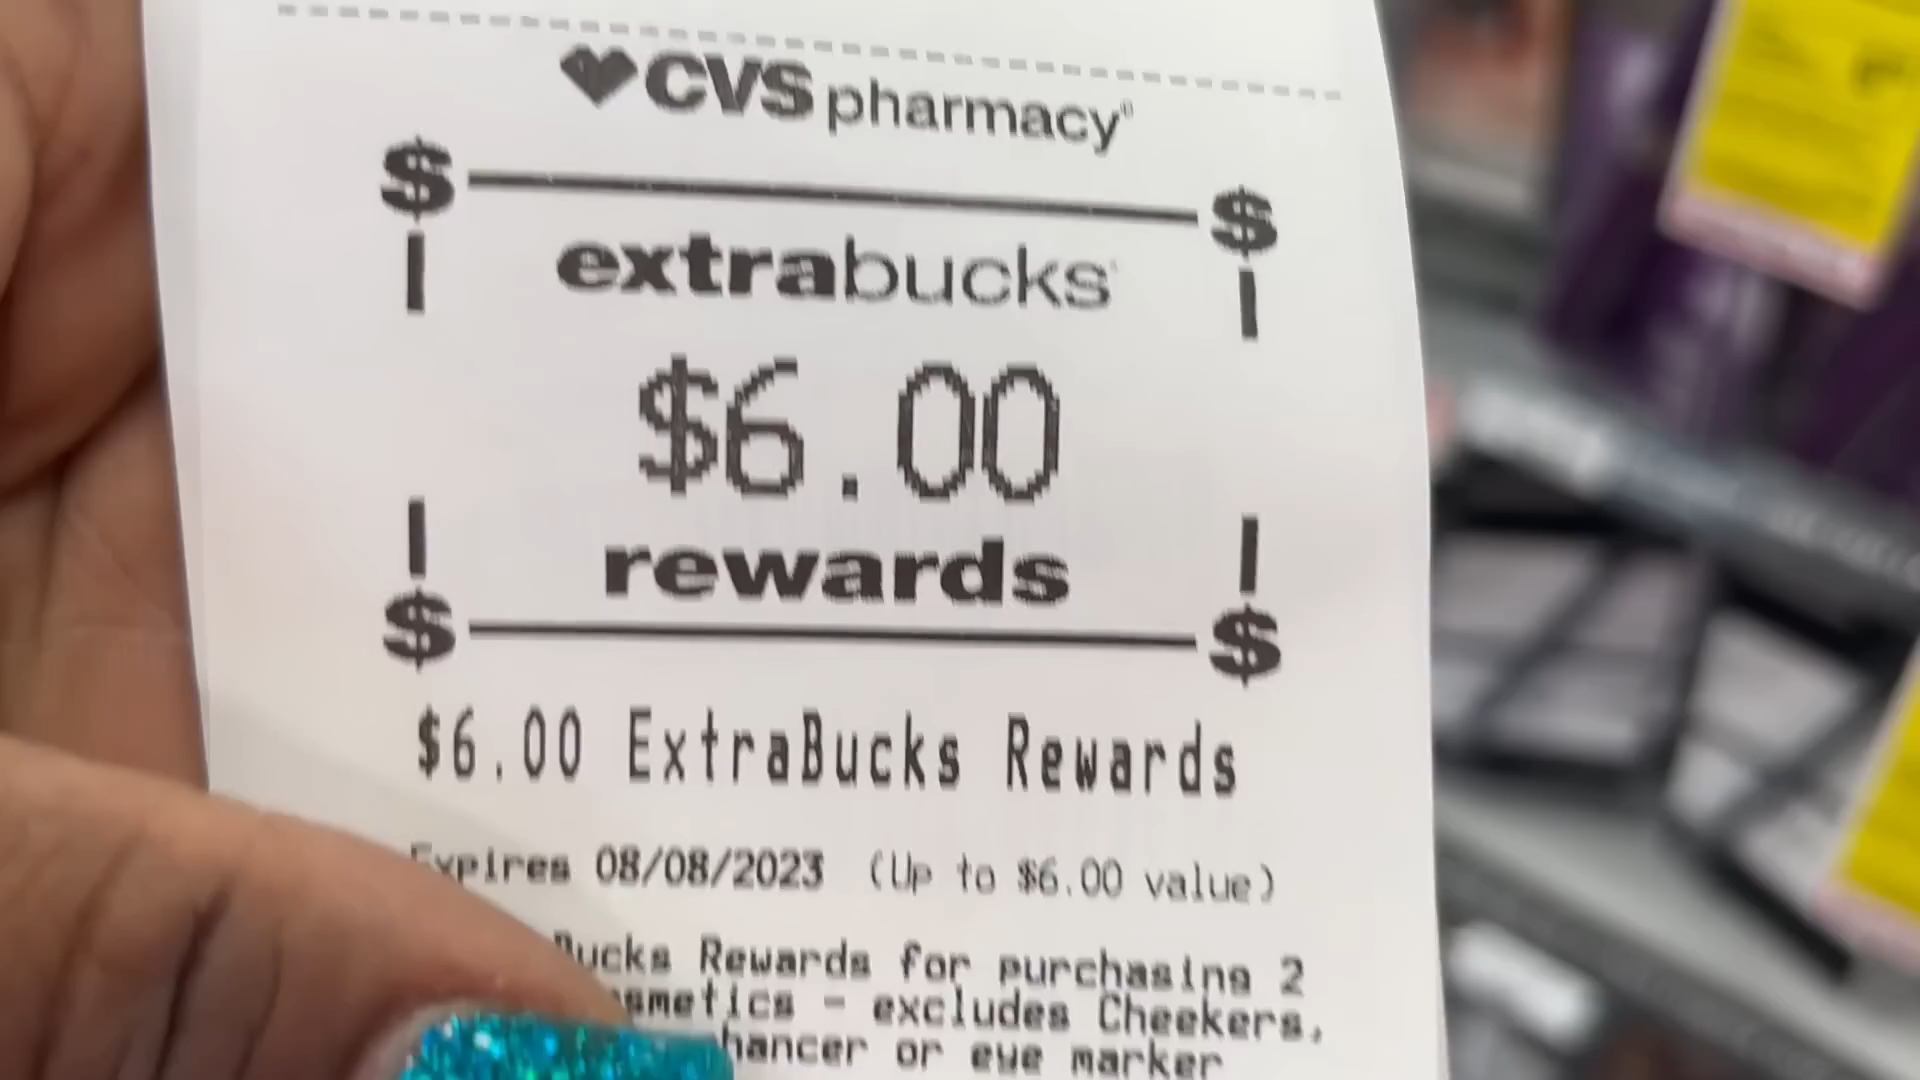 CVS pharmacy®
$ $
extrabucks
$6.00
rewards
$ $
$6.00 ExtraBucks Rewards
Expires 08/08/2023 (Up to $6.00 value)
Bucks Rewards for purchasing 2
smetics - excludes Cheekers,
hancer or eye marker